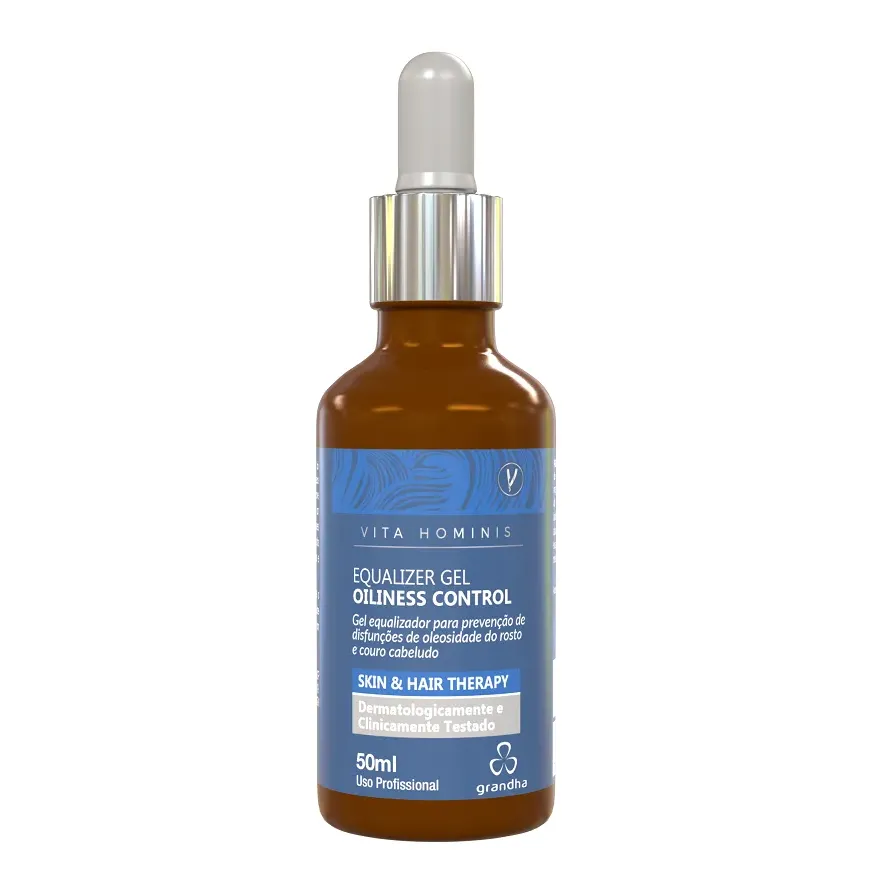 VITA HOMINIS
EQUALIZER GEL
OILINESS CONTROL
Gel equalizador para prevenção de
disfunções de oleosidade do rosto
e couro cabeludo
SKIN & HAIR THERAPY
Dermatologicamente e
Clinicamente Testado
50ml
Uso Profissional
grandha